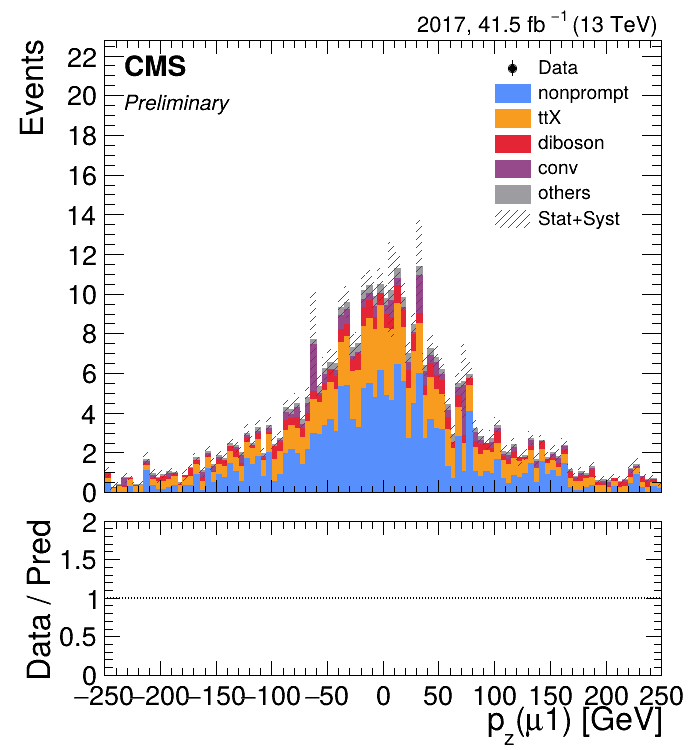 2017, 41.5 fb⁻¹ (13 TeV)
CMS
Preliminary
Data
nonprompt
ttX
diboson
conv
others
Stat+Syst
Events
22
20
18
16
14
12
10
8
6
4
2
0
Data / Pred
2
1.5
1
0.5
0
−250 −200 −150 −100 −50 0 50 100 150 200 250
p_z(μ1) [GeV]